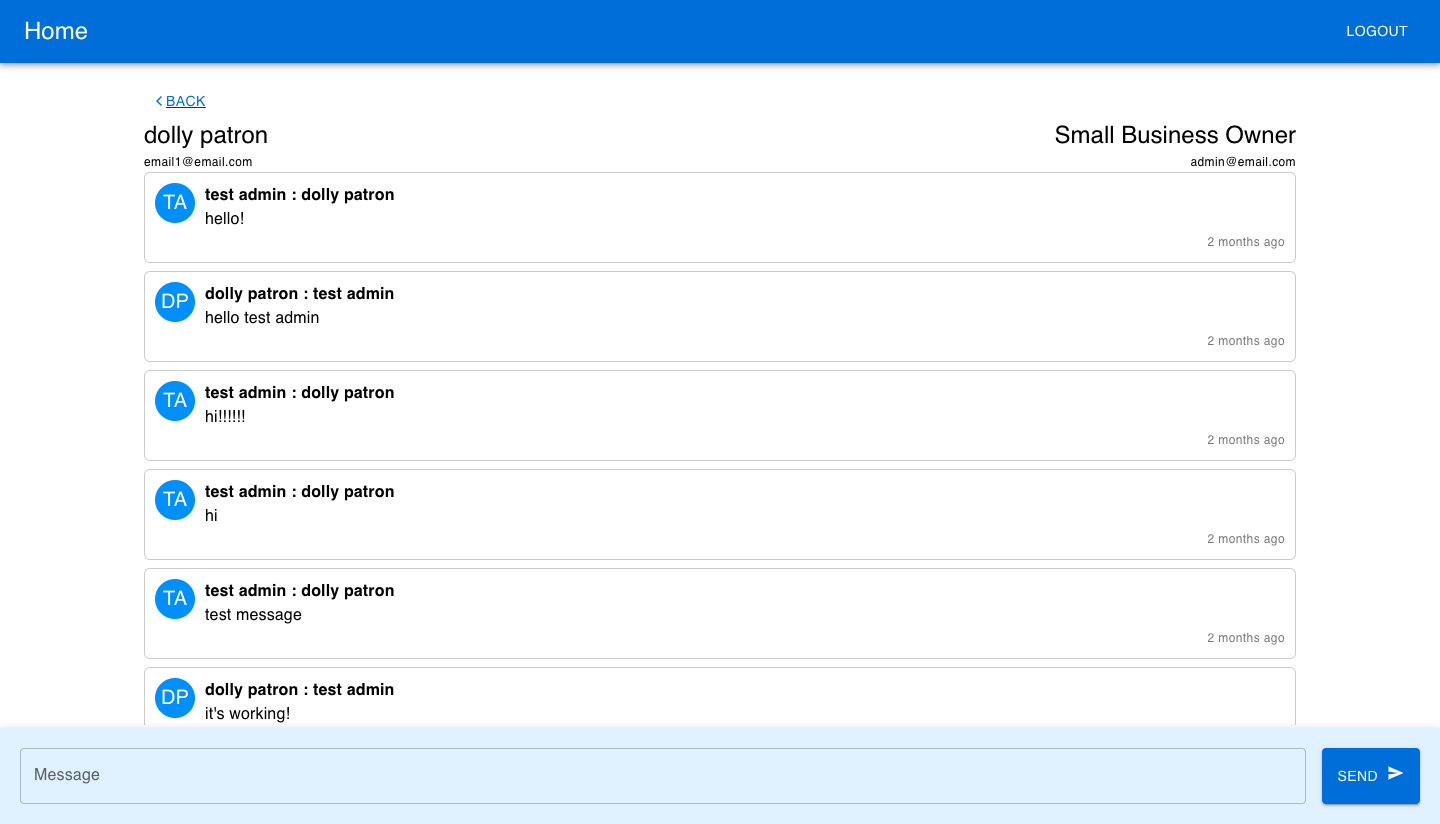 Home
LOGOUT
BACK
dolly patron
Small Business Owner
email1@email.com
admin@email.com
TA
test admin : dolly patron
hello!
2 months ago
DP
dolly patron : test admin
hello test admin
2 months ago
TA
test admin : dolly patron
hi!!!!!!
2 months ago
TA
test admin : dolly patron
hi
2 months ago
TA
test admin : dolly patron
test message
2 months ago
DP
dolly patron : test admin
it's working!
Message
SEND